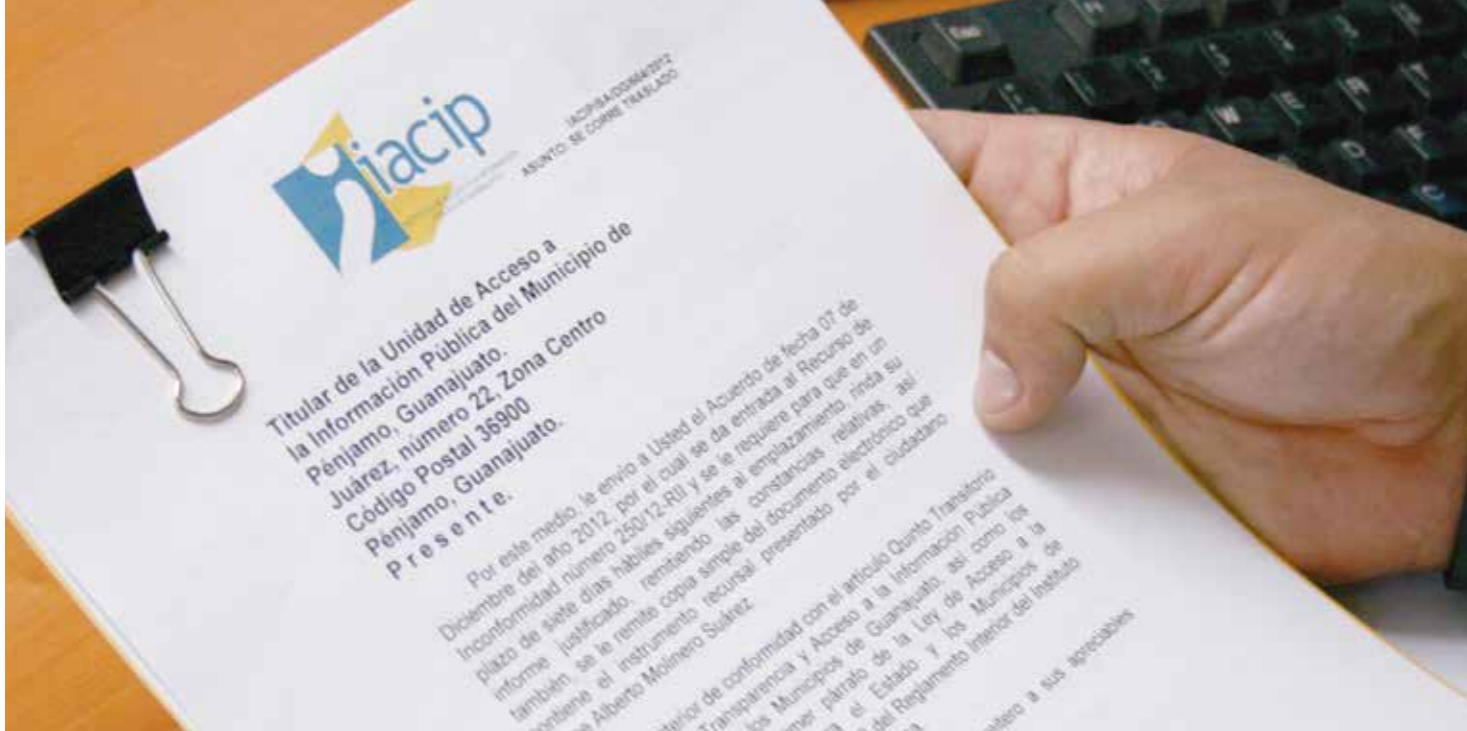 iacip
ASUNTO: SE CORRE TRASLADO
Titular de la Unidad de Acceso a
la Información Pública del Municipio de
Pénjamo, Guanajuato.
Juárez, número 22, Zona Centro
Código Postal 36900
Pénjamo, Guanajuato.
P r e s e n t e.
Por este medio, le envío a Usted el Acuerdo de fecha 07 de
Diciembre del año 2012, por el cual se da entrada al Recurso de
Inconformidad número 250/12-RII y se le requiere para que en un
plazo de siete días hábiles siguientes al emplazamiento rinda su
informe justificado, remitiendo las constancias relativas, así
también se le remite copia simple del documento electrónico que
contiene el instrumento recursal presentado por el ciudadano
Alberto Molinero Suárez
terior de conformidad con el artículo Quinto Transitorio
Transparencia y Acceso a la Información Pública
los Municipios de Guanajuato, así como los
mer párrafo de la Ley de Acceso a la
a el Estado y los Municipios de
del Reglamento Interior del Instituto
eitero a sus apreciables